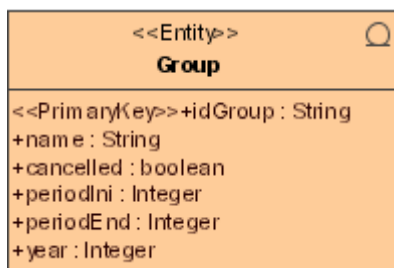 <<Entity>>
Group
<<PrimaryKey>>+idGroup : String
+name : String
+cancelled : boolean
+periodIni : Integer
+periodEnd : Integer
+year : Integer